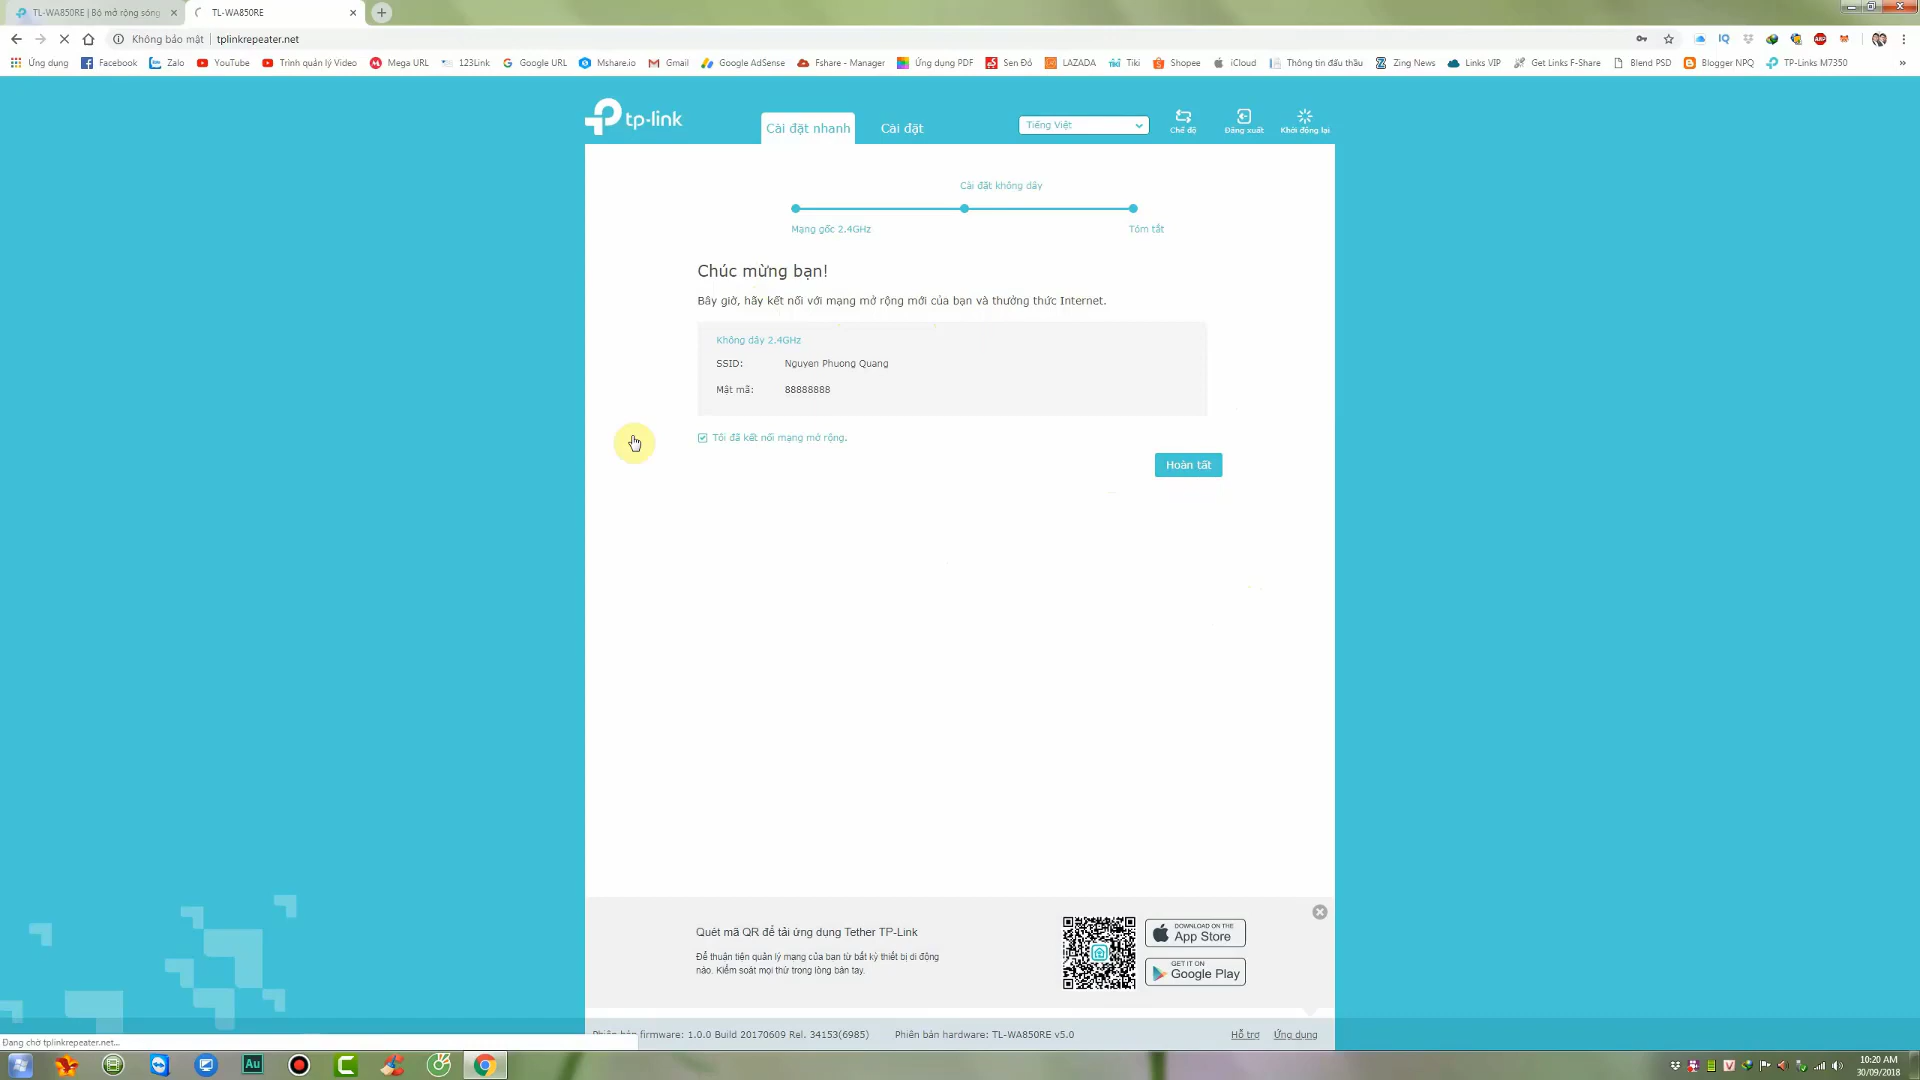 TL-WA850RE | Bộ mở rộng sóng
TL-WA850RE
Không bảo mật
tplinkrepeater.net
Ứng dụng
Facebook
Zalo
YouTube
Trình quản lý Video
Mega URL
123Link
Google URL
Mshare.io
Gmail
Google AdSense
Fshare - Manager
Ứng dụng PDF
Sen Đỏ
LAZADA
Tiki
Shopee
iCloud
Thông tin đấu thầu
Zing News
Links VIP
Get Links F-Share
Blend PSD
Blogger NPQ
TP-Links M7350
tp-link
Cài đặt nhanh
Cài đặt
Tiếng Việt
Chế độ
Đăng xuất
Khởi động lại
Cài đặt không dây
Mạng gốc 2.4GHz
Tóm tắt
Chúc mừng bạn!
Bây giờ, hãy kết nối với mạng mở rộng mới của bạn và thưởng thức Internet.
Không dây 2.4GHz
SSID: Nguyen Phuong Quang
Mật mã: 88888888
Tôi đã kết nối mạng mở rộng.
Hoàn tất
Quét mã QR để tải ứng dụng Tether TP-Link
Để thuận tiện quản lý mạng của bạn từ bất kỳ thiết bị di động
nào. Kiểm soát mọi thứ trong lòng bàn tay.
DOWNLOAD ON THE
App Store
GET IT ON
Google Play
Phiên bản firmware: 1.0.0 Build 20170609 Rel. 34153(6985)
Phiên bản hardware: TL-WA850RE v5.0
Hỗ trợ
Ứng dụng
Đang chờ tplinkrepeater.net...
Au
10:20 AM
30/09/2018